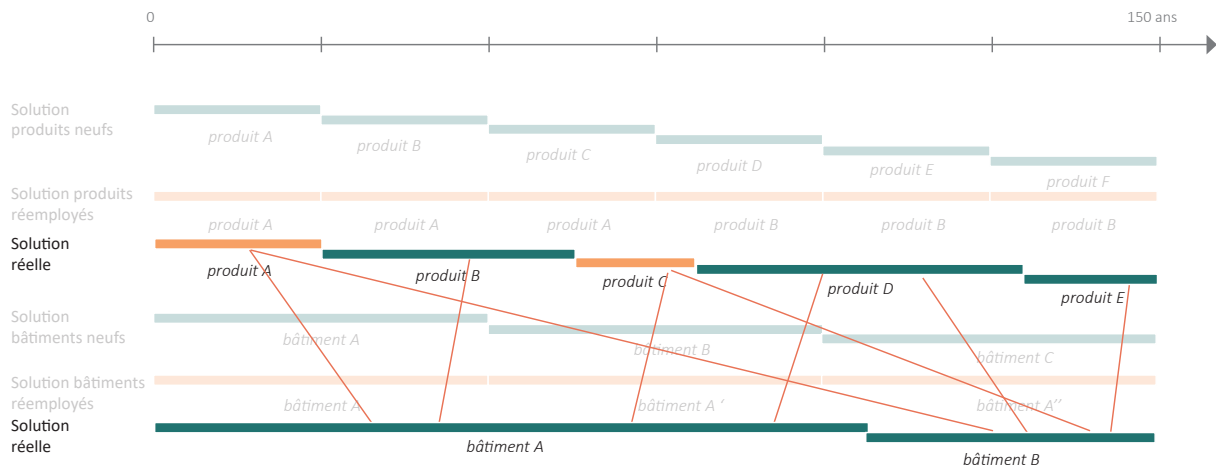 0
150 ans
Solution
produits neufs
produit A
produit B
produit C
produit D
produit E
produit F
Solution produits
réemployés
produit A
produit A
produit A
produit B
produit B
produit B
Solution
réelle
produit A
produit B
produit C
produit D
produit E
Solution
bâtiments neufs
bâtiment A
bâtiment B
bâtiment C
Solution bâtiments
réemployés
bâtiment A
bâtiment A ‘
bâtiment A’’
Solution
réelle
bâtiment A
bâtiment B